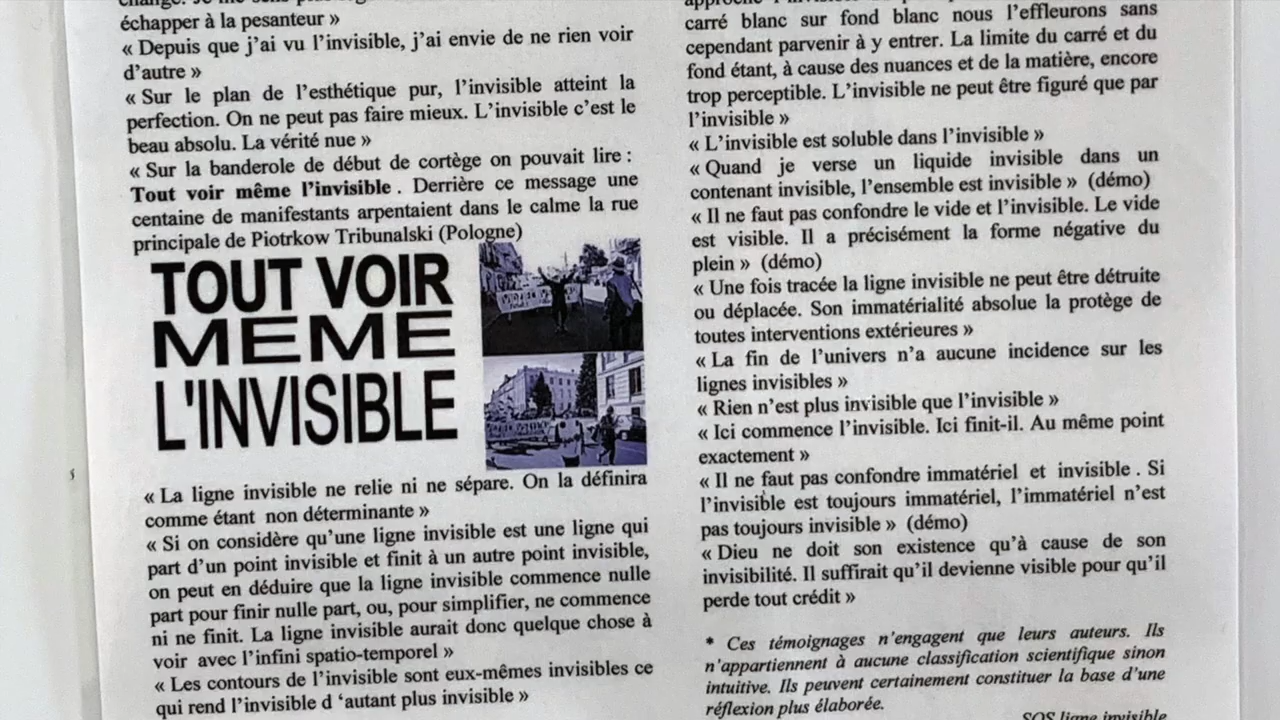 échapper à la pesanteur »
« Depuis que j'ai vu l'invisible, j'ai envie de ne rien voir
d'autre »
« Sur le plan de l'esthétique pur, l'invisible atteint la
perfection. On ne peut pas faire mieux. L'invisible c'est le
beau absolu. La vérité nue »
« Sur la banderole de début de cortège on pouvait lire :
Tout voir même l'invisible . Derrière ce message une
centaine de manifestants arpentaient dans le calme la rue
principale de Piotrkow Tribunalski (Pologne)
TOUT VOIR
MEME
L'INVISIBLE
« La ligne invisible ne relie ni ne sépare. On la définira
comme étant non déterminante »
« Si on considère qu'une ligne invisible est une ligne qui
part d'un point invisible et finit à un autre point invisible,
on peut en déduire que la ligne invisible commence nulle
part pour finir nulle part, ou, pour simplifier, ne commence
ni ne finit. La ligne invisible aurait donc quelque chose à
voir avec l'infini spatio-temporel »
« Les contours de l'invisible sont eux-mêmes invisibles ce
qui rend l'invisible d 'autant plus invisible »
carré blanc sur fond blanc nous l'effleurons sans
cependant parvenir à y entrer. La limite du carré et du
fond étant, à cause des nuances et de la matière, encore
trop perceptible. L'invisible ne peut être figuré que par
l'invisible »
« L'invisible est soluble dans l'invisible »
« Quand je verse un liquide invisible dans un
contenant invisible, l'ensemble est invisible » (démo)
« Il ne faut pas confondre le vide et l'invisible. Le vide
est visible. Il a précisément la forme négative du
plein » (démo)
« Une fois tracée la ligne invisible ne peut être détruite
ou déplacée. Son immatérialité absolue la protège de
toutes interventions extérieures »
« La fin de l'univers n'a aucune incidence sur les
lignes invisibles »
« Rien n'est plus invisible que l'invisible »
« Ici commence l'invisible. Ici finit-il. Au même point
exactement »
« Il ne faut pas confondre immatériel et invisible . Si
l'invisible est toujours immatériel, l'immatériel n'est
pas toujours invisible » (démo)
« Dieu ne doit son existence qu'à cause de son
invisibilité. Il suffirait qu'il devienne visible pour qu'il
perde tout crédit »
* Ces témoignages n'engagent que leurs auteurs. Ils
n'appartiennent à aucune classification scientifique sinon
intuitive. Ils peuvent certainement constituer la base d'une
réflexion plus élaborée.
SOS ligne invisible